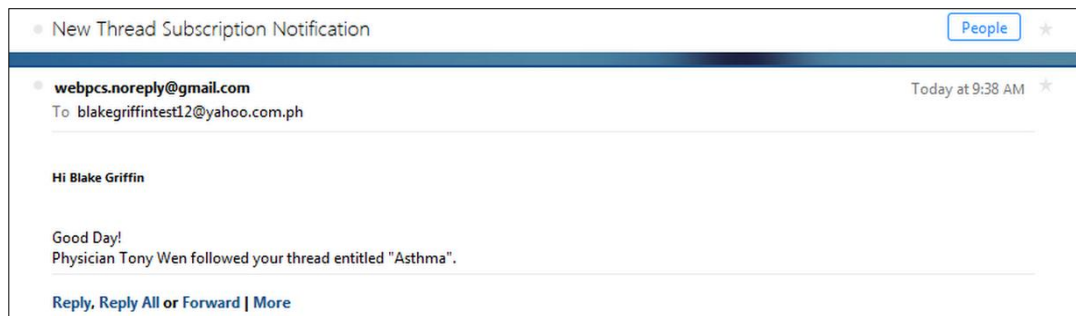 New Thread Subscription Notification People
webpcs.noreply@gmail.com Today at 9:38 AM
To blakegriffintest12@yahoo.com.ph
Hi Blake Griffin
Good Day!
Physician Tony Wen followed your thread entitled "Asthma".
Reply, Reply All or Forward | More